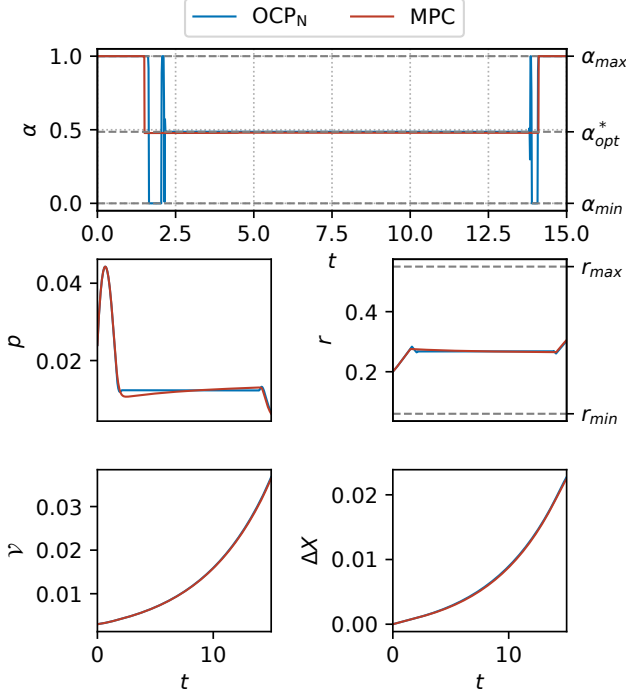 OCP_N MPC
1.0
0.5
0.0
α
α_max
α*_opt
α_min
0.0 2.5 5.0 7.5 10.0 12.5 15.0
t
0.04
0.01
p
0.4
0.2
r
r_max
r_min
0.03
0.02
0.01
𝒱
0 10
t
0.02
0.01
0.00
ΔX
0 10
t